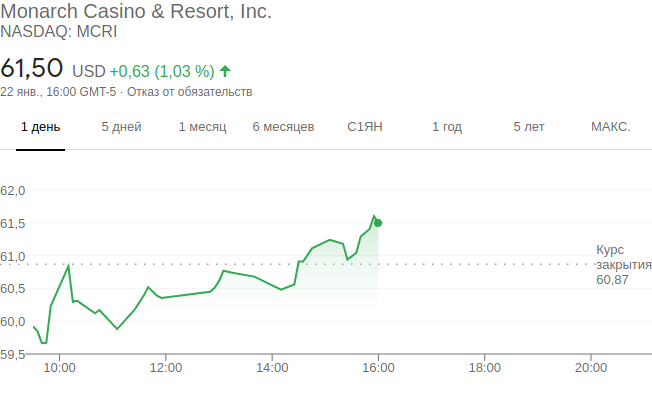 Monarch Casino & Resort, Inc.
NASDAQ: MCRI
61,50 USD +0,63 (1,03 %)
22 янв., 16:00 GMT-5 · Отказ от обязательств
1 день 5 дней 1 месяц 6 месяцев С1ЯН 1 год 5 лет МАКС.
62,0
61,5
61,0
60,5
60,0
59,5
Курс
закрытия
60,87
10:00 12:00 14:00 16:00 18:00 20:00